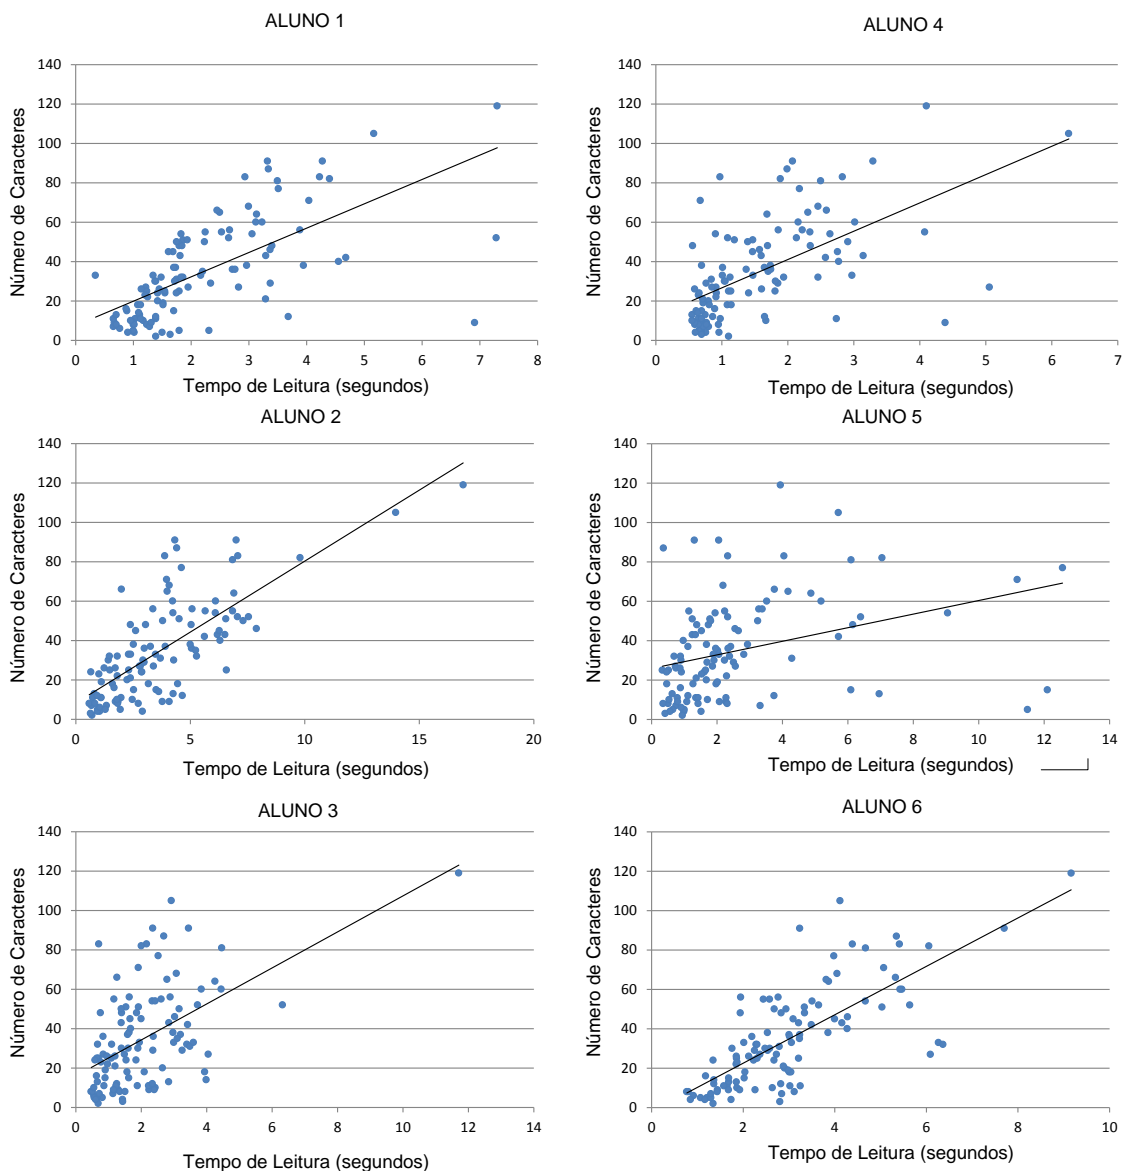 ALUNO 1
Número de Caracteres
140
120
100
80
60
40
20
0
0 1 2 3 4 5 6 7 8
Tempo de Leitura (segundos)
ALUNO 4
Número de Caracteres
140
120
100
80
60
40
20
0
0 1 2 3 4 5 6 7
Tempo de Leitura (segundos)
ALUNO 2
Número de Caracteres
140
120
100
80
60
40
20
0
0 5 10 15 20
Tempo de Leitura (segundos)
ALUNO 5
Número de Caracteres
140
120
100
80
60
40
20
0
0 2 4 6 8 10 12 14
Tempo de Leitura (segundos)
ALUNO 3
Número de Caracteres
140
120
100
80
60
40
20
0
0 2 4 6 8 10 12 14
Tempo de Leitura (segundos)
ALUNO 6
Número de Caracteres
140
120
100
80
60
40
20
0
0 2 4 6 8 10
Tempo de Leitura (segundos)